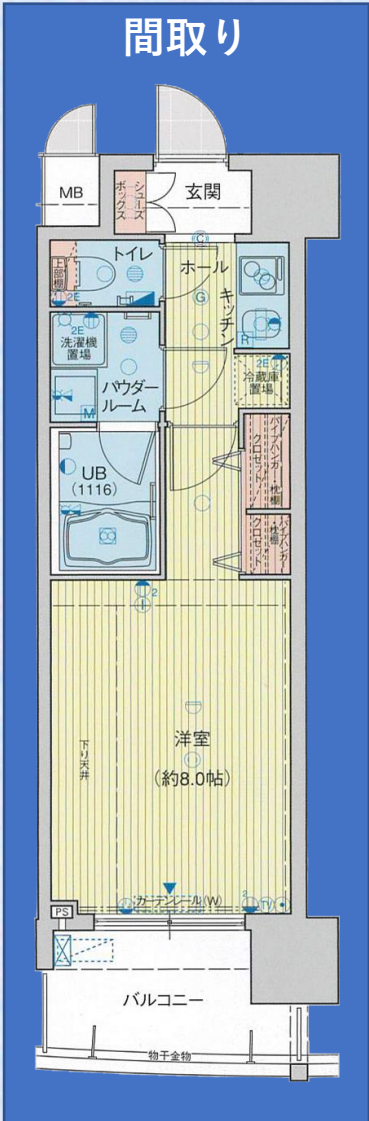 間取り
MB
シューズ
ボックス
玄関
トイレ
上部棚
2E
ホール
C
G
キッチン
R
2E
洗濯機
置場
パウダー
ルーム
M
2E
冷蔵庫
置場
UB
(1116)
パイプハンガー・枕棚
クロゼット
パイプハンガー・枕棚
クロゼット
2
洋室
(約8.0帖)
下り天井
カーテンレール(W)
2
TV
PS
バルコニー
物干金物